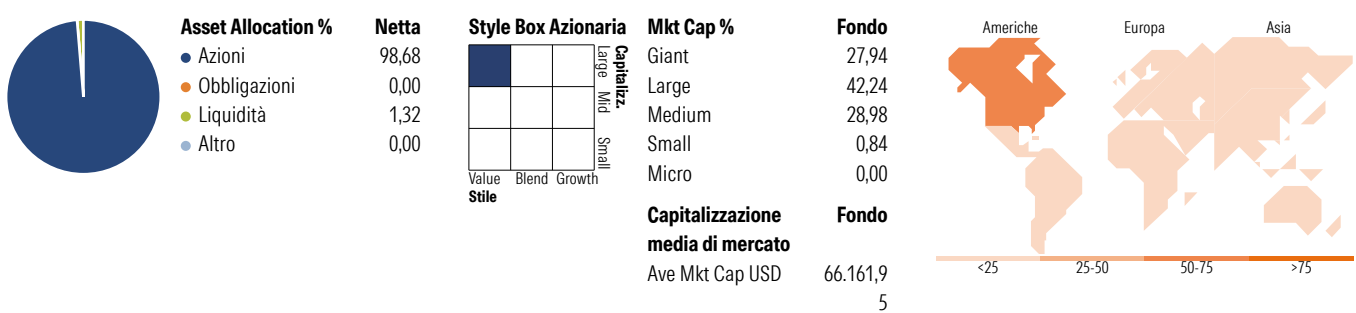 Asset Allocation % Netta
Azioni 98,68
Obbligazioni 0,00
Liquidità 1,32
Altro 0,00
Style Box Azionaria
Large Mid Small
Capitalizz.
Value Blend Growth
Stile
Mkt Cap % Fondo
Giant 27,94
Large 42,24
Medium 28,98
Small 0,84
Micro 0,00
Capitalizzazione Fondo
media di mercato
Ave Mkt Cap USD 66.161,9
5
Americhe Europa Asia
<25 25-50 50-75 >75